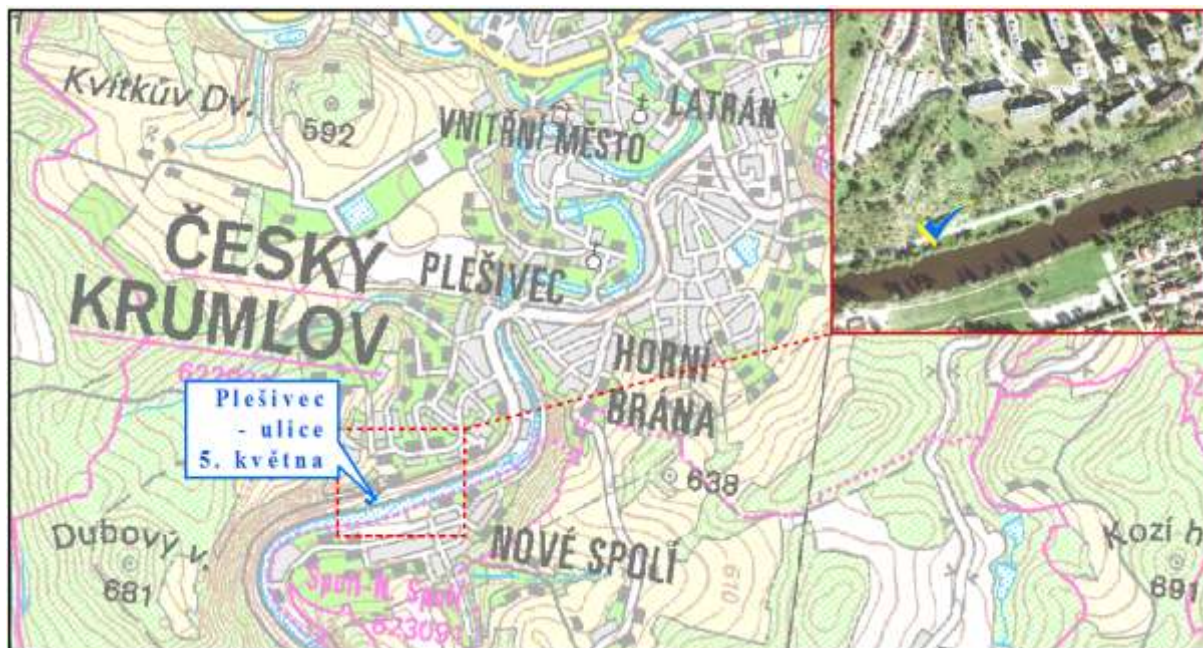 Kvítkův Dv.
592
LATRÁN
VNITŘNÍ MĚSTO
ČESKÝ
KRUMLOV
PLEŠIVEC
HORNÍ
BRÁNA
Plešivec
- ulice
5. května
638
Dubový v.
681
NOVÉ SPOLÍ
610
Kozí h
691